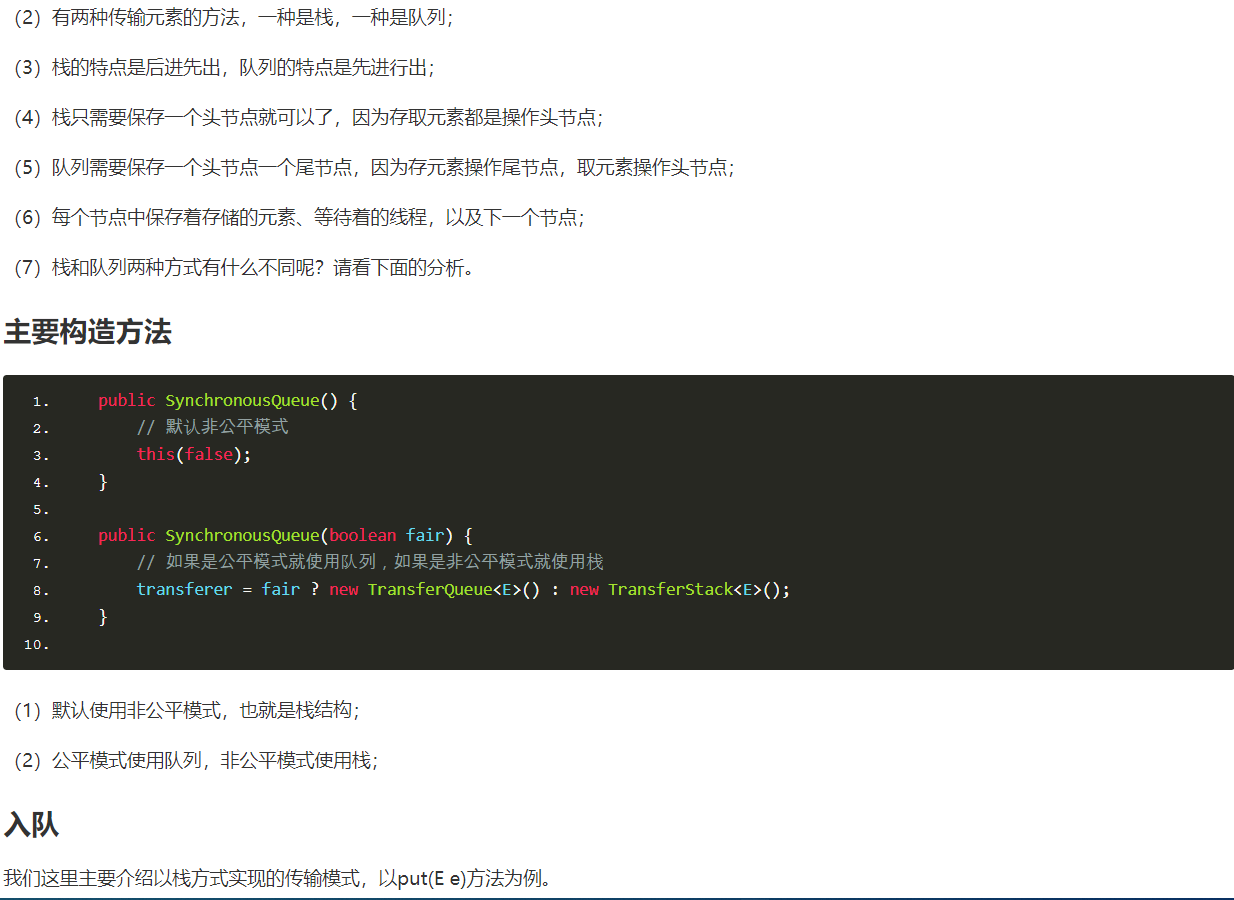 （2）有两种传输元素的方法，一种是栈，一种是队列；
（3）栈的特点是后进先出，队列的特点是先进行出；
（4）栈只需要保存一个头节点就可以了，因为存取元素都是操作头节点；
（5）队列需要保存一个头节点一个尾节点，因为存元素操作尾节点，取元素操作头节点；
（6）每个节点中保存着存储的元素、等待着的线程，以及下一个节点；
（7）栈和队列两种方式有什么不同呢？请看下面的分析。
主要构造方法
1. public SynchronousQueue() {
2. // 默认非公平模式
3. this(false);
4. }
5.
6. public SynchronousQueue(boolean fair) {
7. // 如果是公平模式就使用队列，如果是非公平模式就使用栈
8. transferer = fair ? new TransferQueue<E>() : new TransferStack<E>();
9. }
10.
（1）默认使用非公平模式，也就是栈结构；
（2）公平模式使用队列，非公平模式使用栈；
入队
我们这里主要介绍以栈方式实现的传输模式，以put(E e)方法为例。